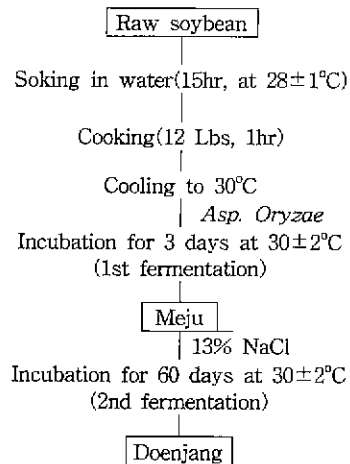 Raw soybean
Soking in water(15hr, at 28±1°C)
Cooking(12 Lbs, 1hr)
Cooling to 30°C
Asp. Oryzae
Incubation for 3 days at 30±2°C
(1st fermentation)
Meju
13% NaCl
Incubation for 60 days at 30±2°C
(2nd fermentation)
Doenjang